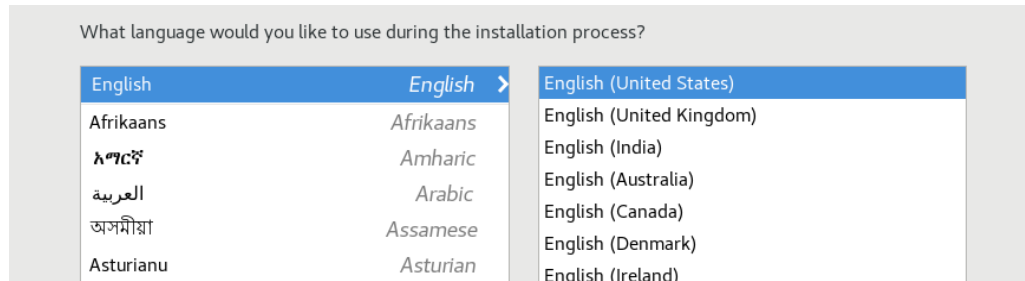 What language would you like to use during the installation process?
English English
Afrikaans Afrikaans
አማርኛ Amharic
العربية Arabic
অসমীয়া Assamese
Asturianu Asturian
English (United States)
English (United Kingdom)
English (India)
English (Australia)
English (Canada)
English (Denmark)
English (Ireland)